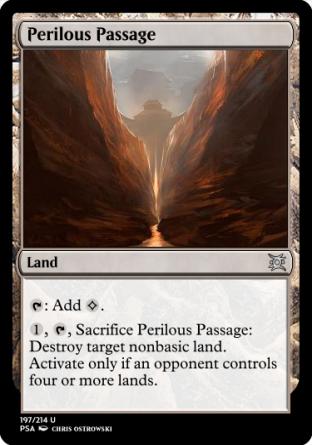 Perilous Passage
Land
: Add .
1, , Sacrifice Perilous Passage:
Destroy target nonbasic land.
Activate only if an opponent controls
four or more lands.
197/214 U
PSA CHRIS OSTROWSKI